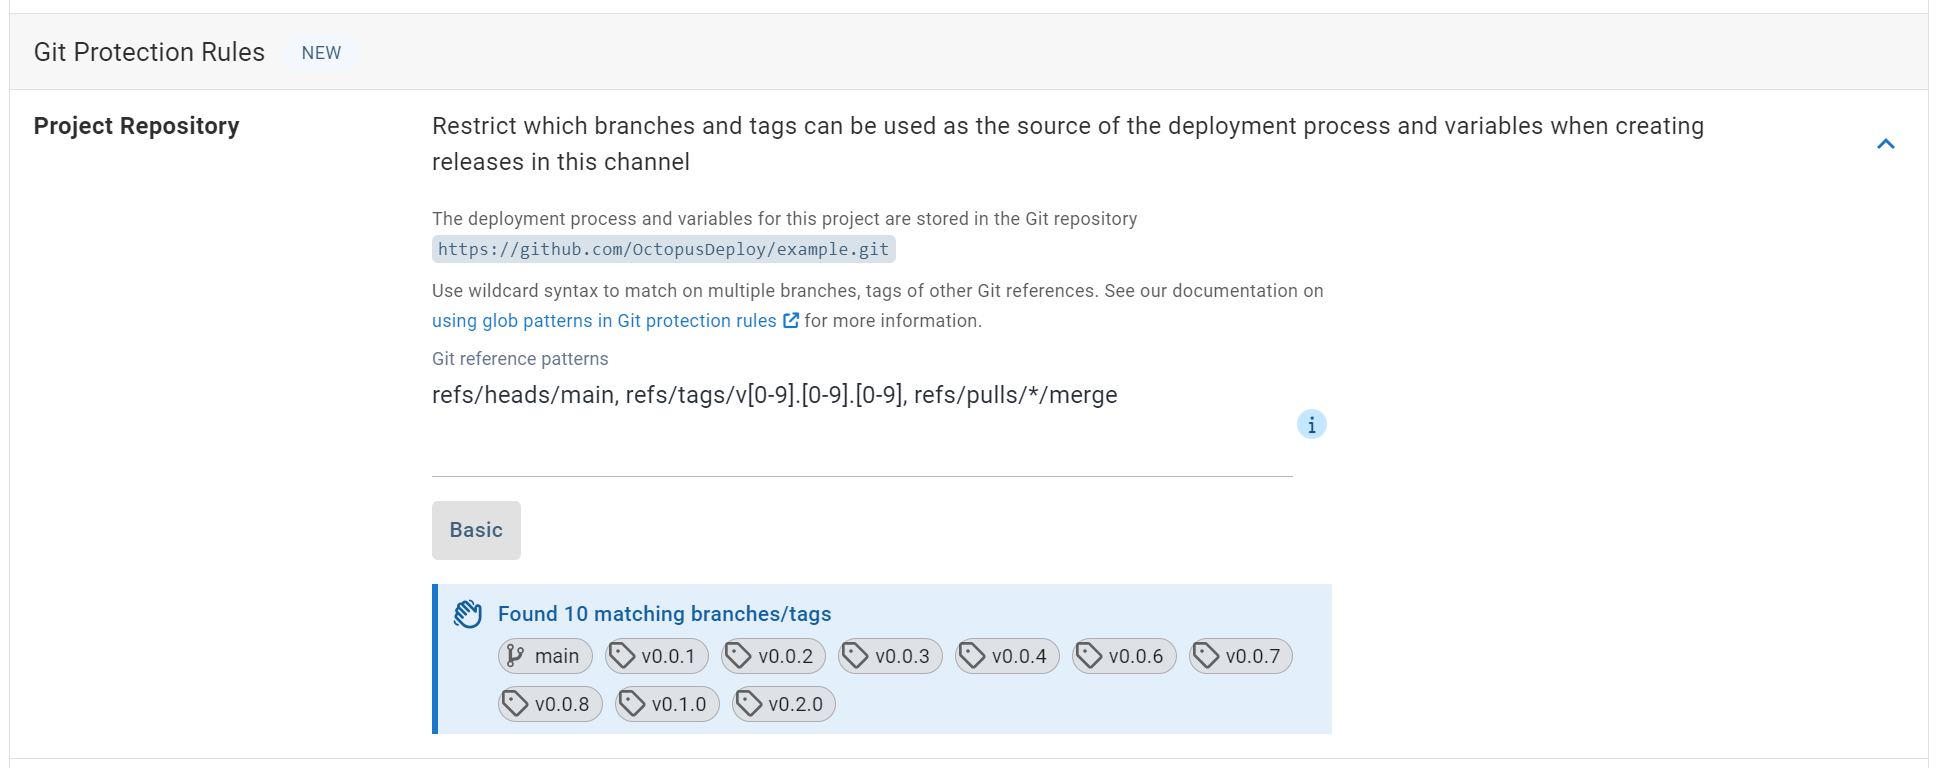 Git Protection Rules NEW
Project Repository
Restrict which branches and tags can be used as the source of the deployment process and variables when creating
releases in this channel
The deployment process and variables for this project are stored in the Git repository
https://github.com/OctopusDeploy/example.git
Use wildcard syntax to match on multiple branches, tags of other Git references. See our documentation on
using glob patterns in Git protection rules for more information.
Git reference patterns
refs/heads/main, refs/tags/v[0-9].[0-9].[0-9], refs/pulls/*/merge
i
Basic
Found 10 matching branches/tags
main v0.0.1 v0.0.2 v0.0.3 v0.0.4 v0.0.6 v0.0.7
v0.0.8 v0.1.0 v0.2.0